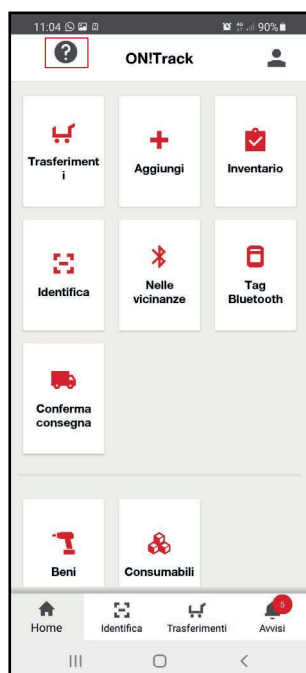 11:04 90%
ON!Track
Trasferiment
i
Aggiungi
Inventario
Identifica
Nelle
vicinanze
Tag
Bluetooth
Conferma
consegna
Beni
Consumabili
5
Home
Identifica
Trasferimenti
Avvisi